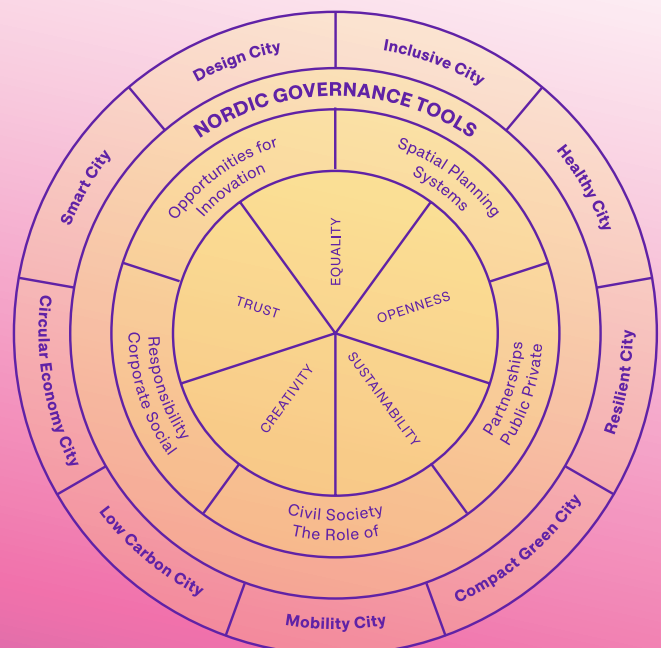 Design City
Inclusive City
Healthy City
Resilient City
Compact Green City
Mobility City
Low Carbon City
Circular Economy City
Smart City
NORDIC GOVERNANCE TOOLS
Opportunities for
Innovation
Spatial Planning
Systems
Partnerships
Public Private
Civil Society
The Role of
Responsibility
Corporate Social
EQUALITY
OPENNESS
SUSTAINABILITY
CREATIVITY
TRUST